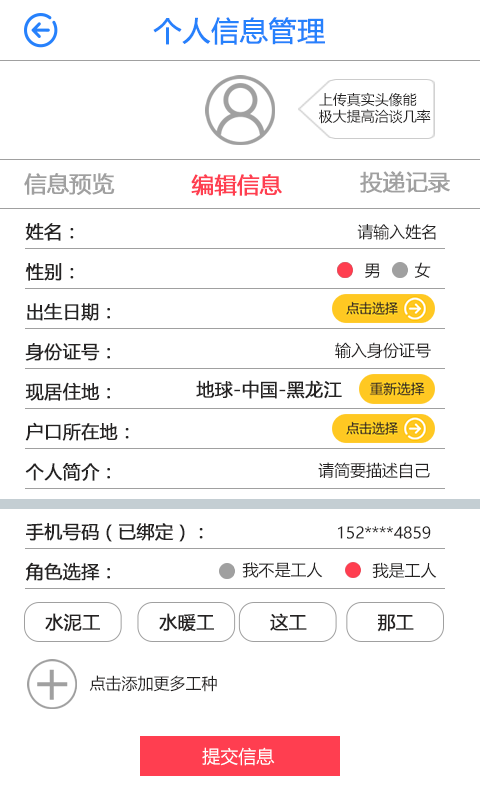 个人信息管理
上传真实头像能
极大提高洽谈几率
信息预览 编辑信息 投递记录
姓名： 请输入姓名
性别： 男 女
出生日期： 点击选择
身份证号： 输入身份证号
现居住地： 地球-中国-黑龙江 重新选择
户口所在地： 点击选择
个人简介： 请简要描述自己
手机号码（已绑定）： 152****4859
角色选择： 我不是工人 我是工人
水泥工 水暖工 这工 那工
点击添加更多工种
提交信息